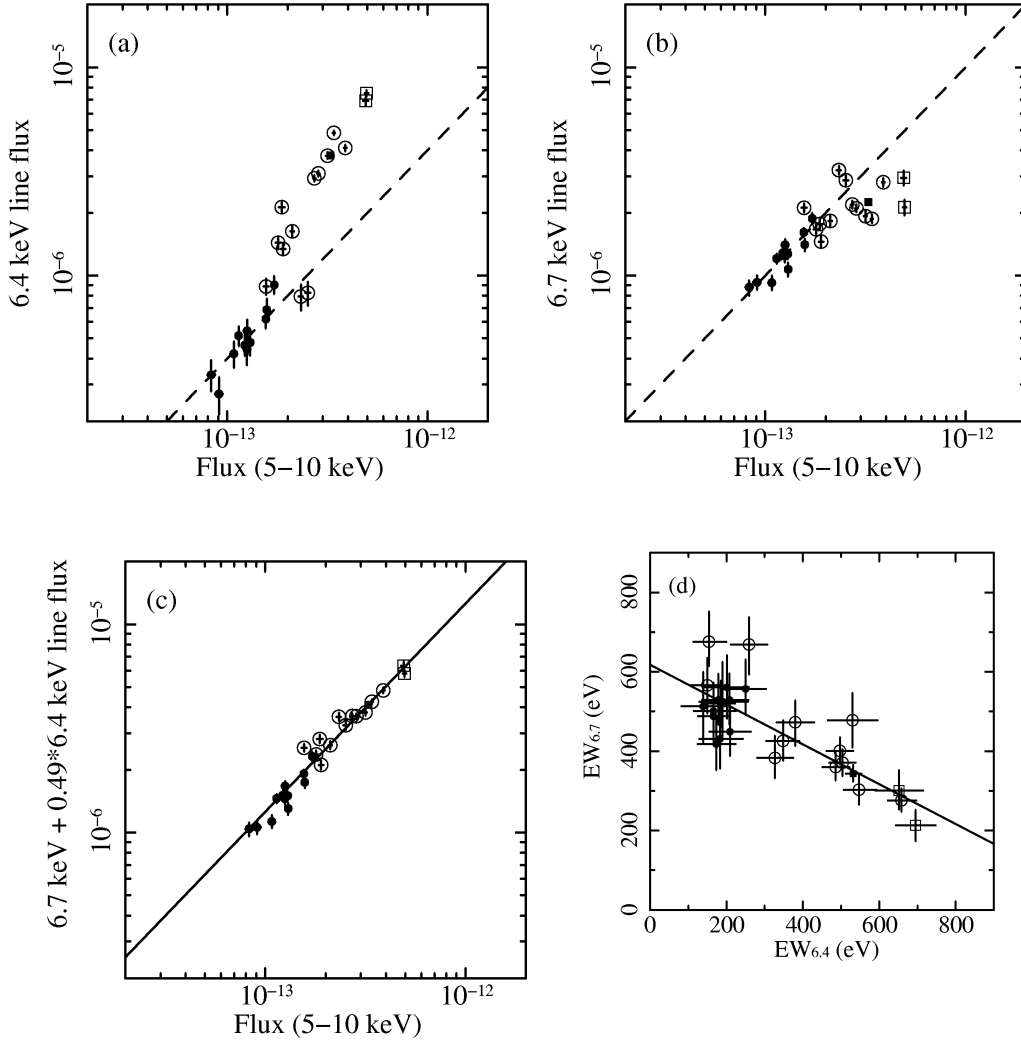 (a)
6.4 keV line flux
10⁻⁵
10⁻⁶
10⁻¹³
10⁻¹²
Flux (5−10 keV)
(b)
6.7 keV line flux
10⁻⁵
10⁻⁶
10⁻¹³
10⁻¹²
Flux (5−10 keV)
(c)
6.7 keV + 0.49*6.4 keV line flux
10⁻⁵
10⁻⁶
10⁻¹³
10⁻¹²
Flux (5−10 keV)
(d)
EW₆.₇ (eV)
800
600
400
200
0
0
200
400
600
800
EW₆.₄ (eV)